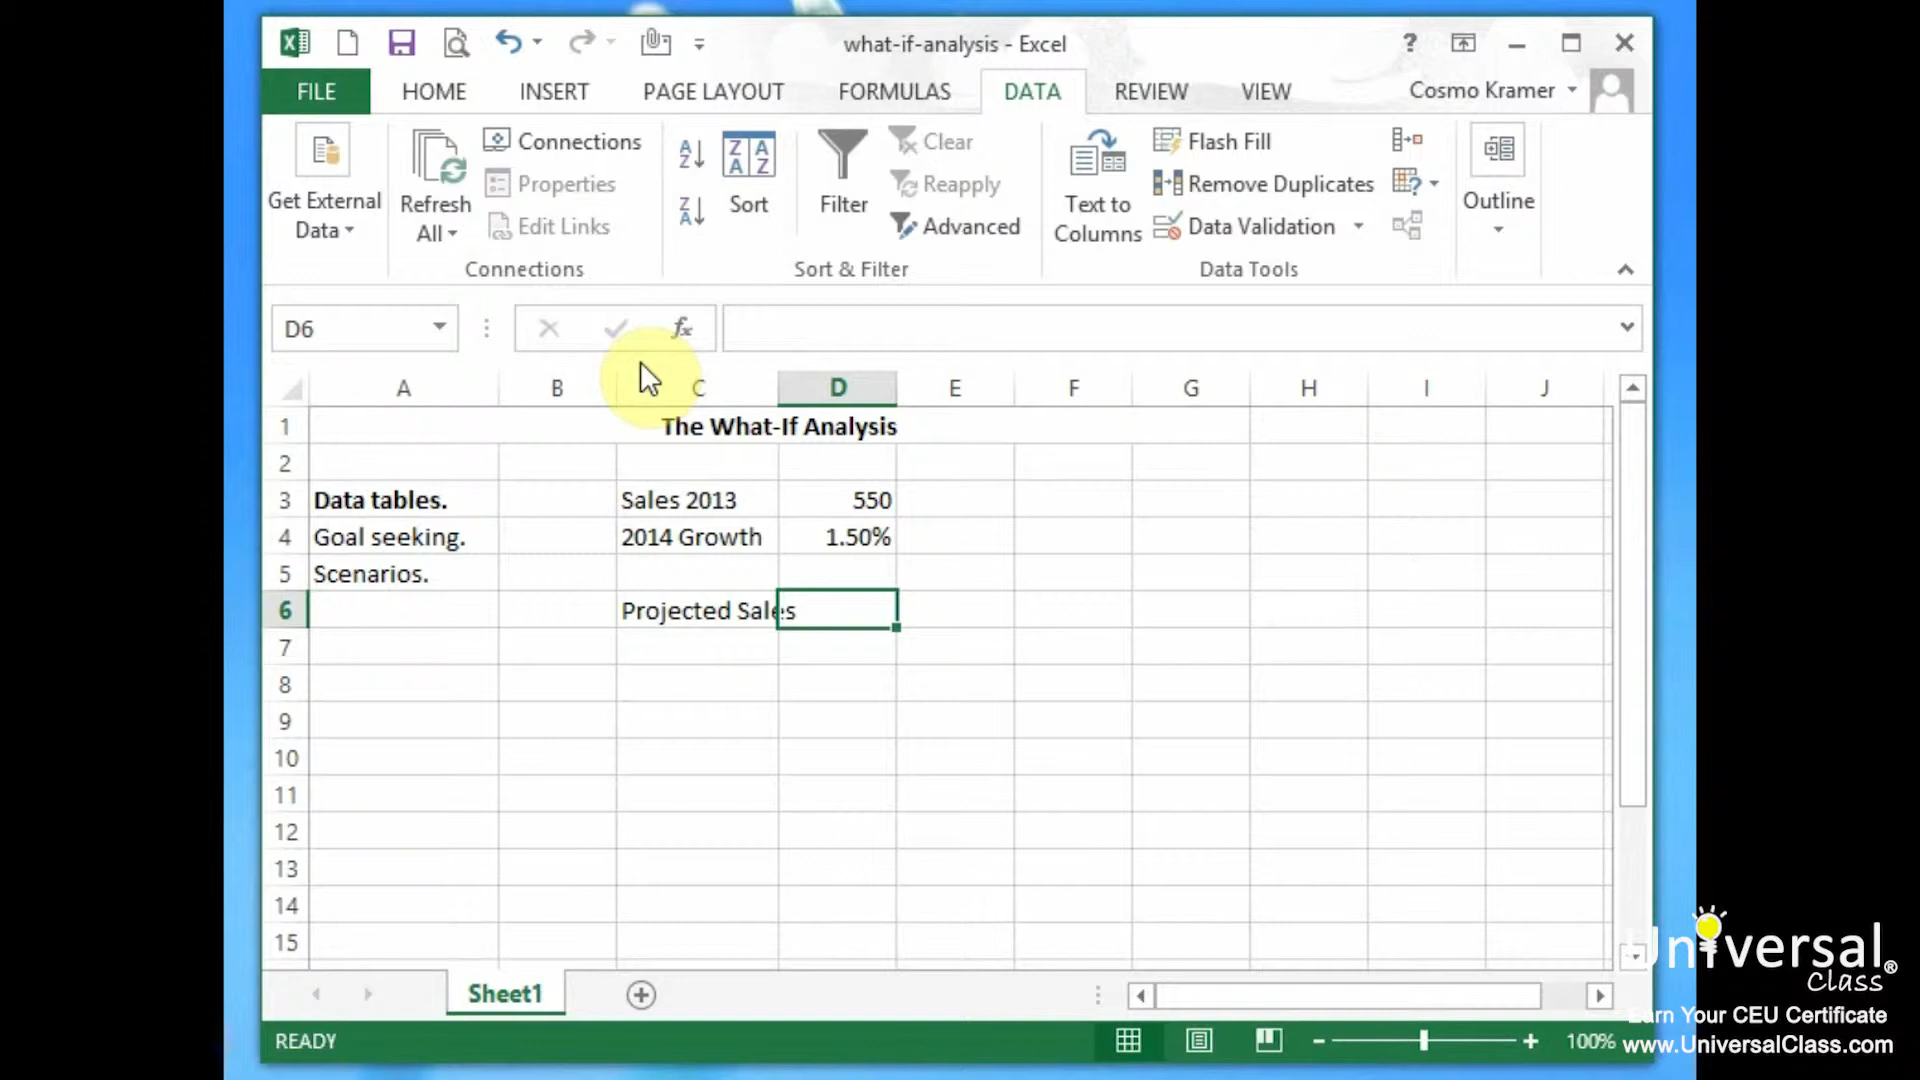 what-if-analysis - Excel
FILE HOME INSERT PAGE LAYOUT FORMULAS DATA REVIEW VIEW Cosmo Kramer
Get External Data
Refresh All
Connections
Properties
Edit Links
Connections
Sort
Filter
Clear
Reapply
Advanced
Sort & Filter
Text to Columns
Flash Fill
Remove Duplicates
Data Validation
Data Tools
Outline
D6 fx
A B C D E F G H I J
1 The What-If Analysis
2
3 Data tables. Sales 2013 550
4 Goal seeking. 2014 Growth 1.50%
5 Scenarios.
6 Projected Sales
7
8
9
10
11
12
13
14
15
Sheet1
READY 100%
Universal
Class®
Earn Your CEU Certificate
www.UniversalClass.com